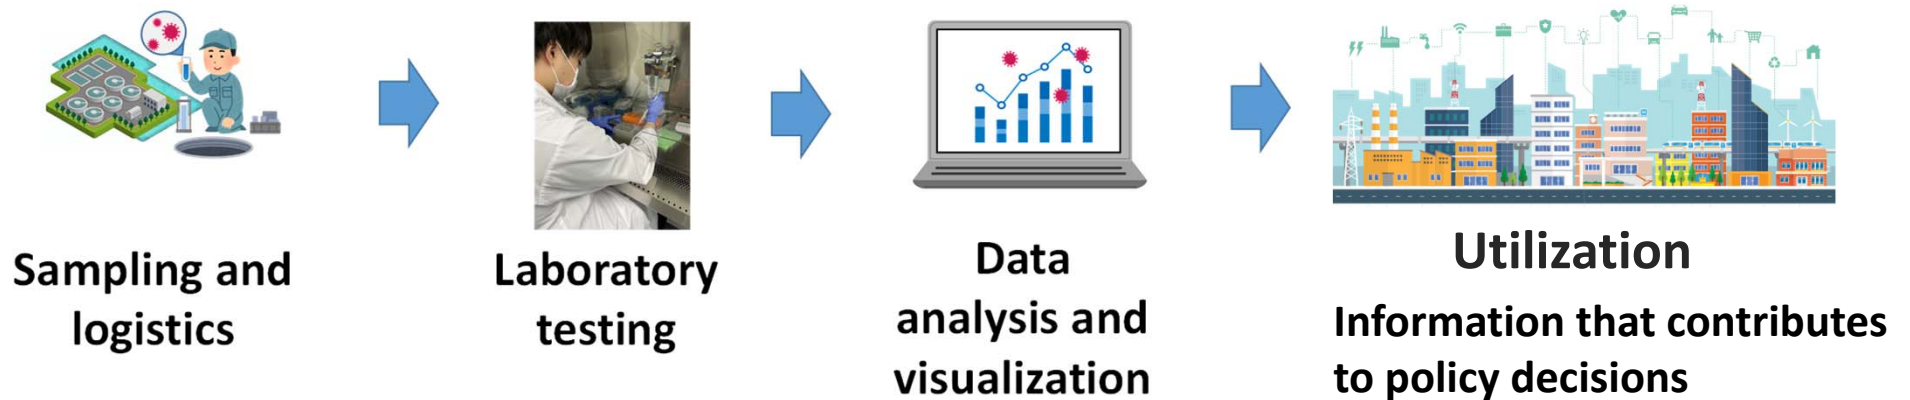 Sampling and
logistics
Laboratory
testing
Data
analysis and
visualization
Utilization
Information that contributes
to policy decisions